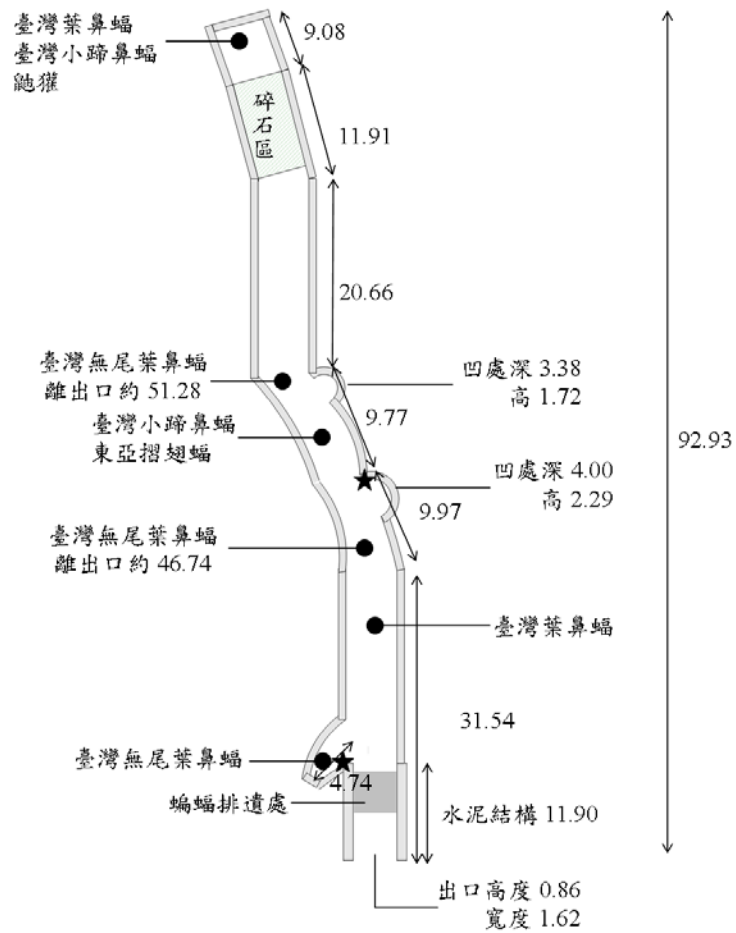 臺灣葉鼻蝠
臺灣小蹄鼻蝠
鼬獾
9.08
碎石區
11.91
20.66
臺灣無尾葉鼻蝠
離出口約 51.28
凹處深 3.38
高 1.72
9.77
臺灣小蹄鼻蝠
東亞摺翅蝠
92.93
凹處深 4.00
高 2.29
9.97
臺灣無尾葉鼻蝠
離出口約 46.74
臺灣葉鼻蝠
31.54
臺灣無尾葉鼻蝠
4.74
蝙蝠排遺處
水泥結構 11.90
出口高度 0.86
寬度 1.62